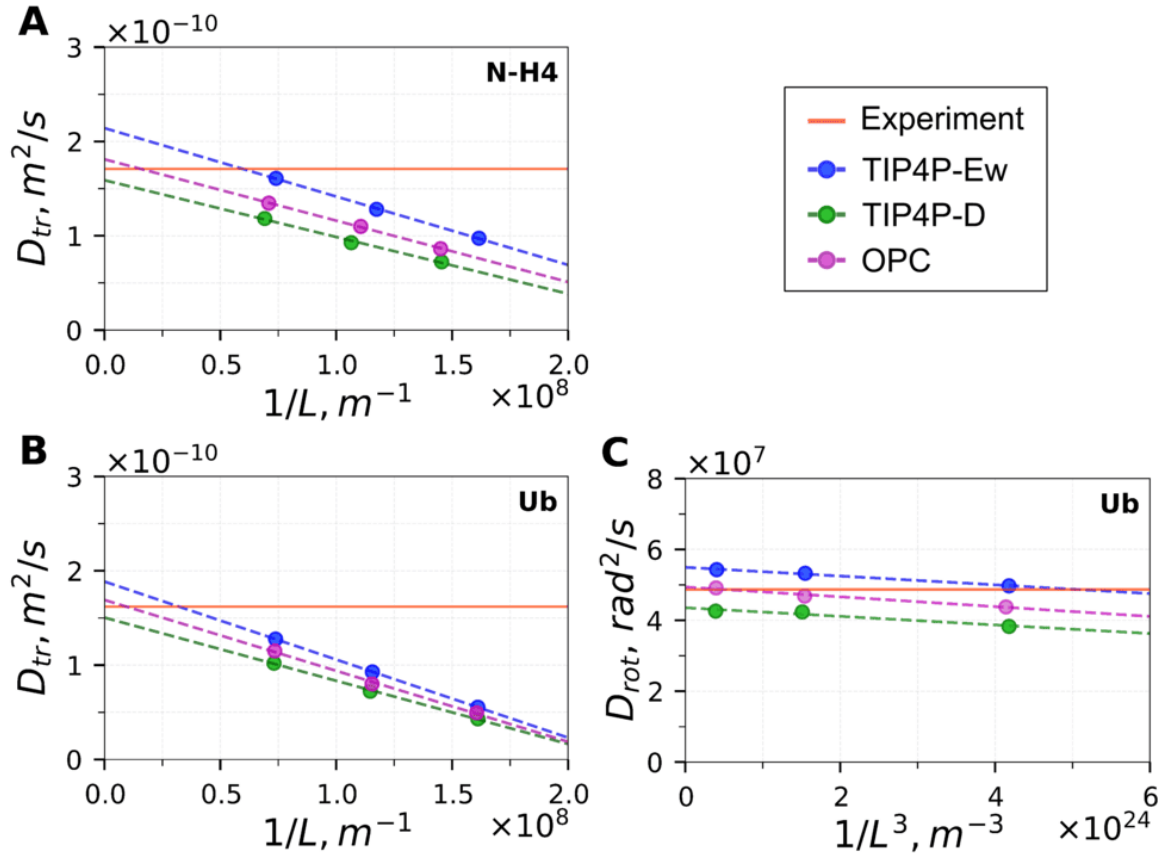 A
×10⁻¹⁰
N-H4
3
2
1
0
D_tr, m²/s
0.0 0.5 1.0 1.5 2.0
1/L, m⁻¹ ×10⁸
Experiment
TIP4P-Ew
TIP4P-D
OPC
B
×10⁻¹⁰
Ub
3
2
1
0
D_tr, m²/s
0.0 0.5 1.0 1.5 2.0
1/L, m⁻¹ ×10⁸
C
×10⁷
Ub
8
6
4
2
0
D_rot, rad²/s
0 2 4 6
1/L³, m⁻³ ×10²⁴